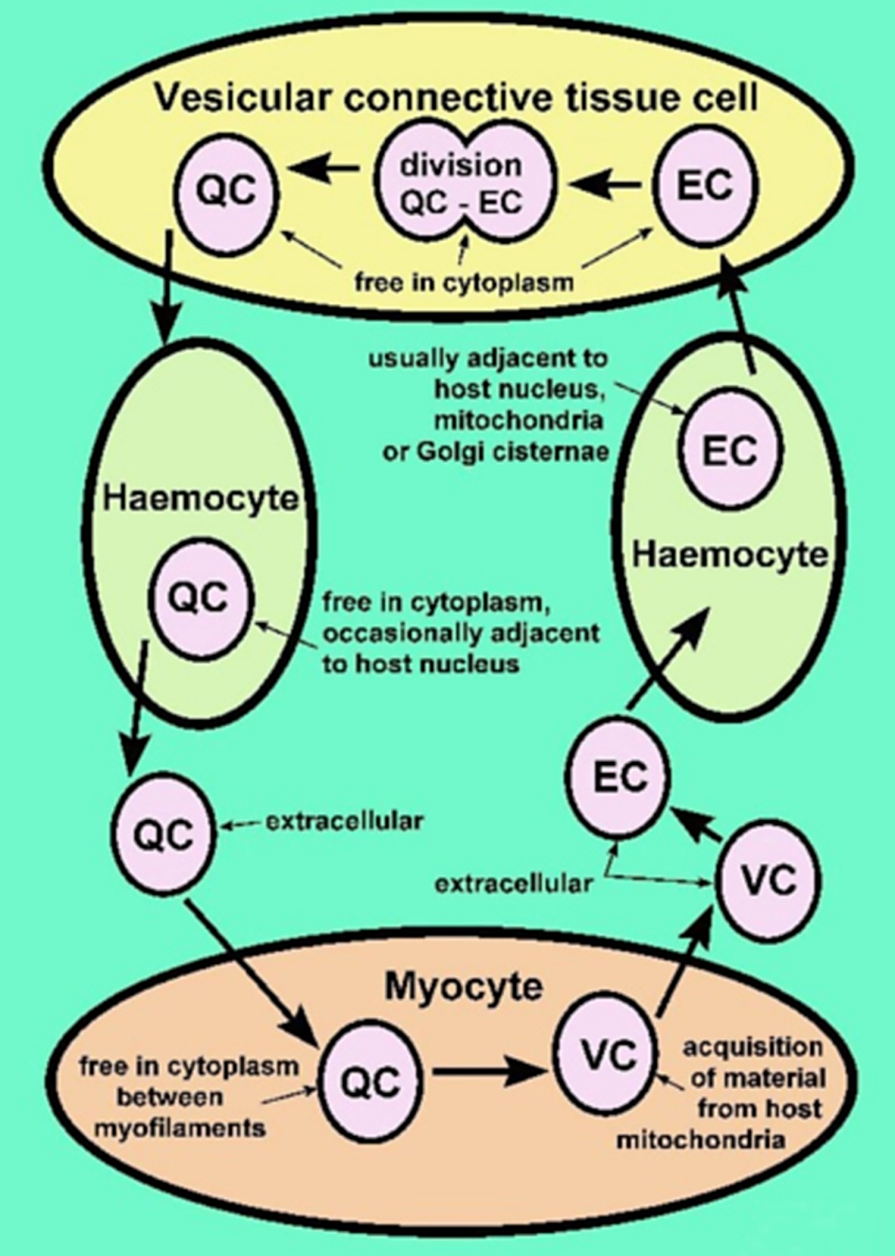 Vesicular connective tissue cell
QC
division
QC - EC
EC
free in cytoplasm
usually adjacent to
host nucleus,
mitochondria
or Golgi cisternae
EC
Haemocyte
Haemocyte
QC
free in cytoplasm,
occasionally adjacent
to host nucleus
EC
QC
extracellular
extracellular
VC
Myocyte
free in cytoplasm
between
myofilaments
QC
VC
acquisition
of material
from host
mitochondria